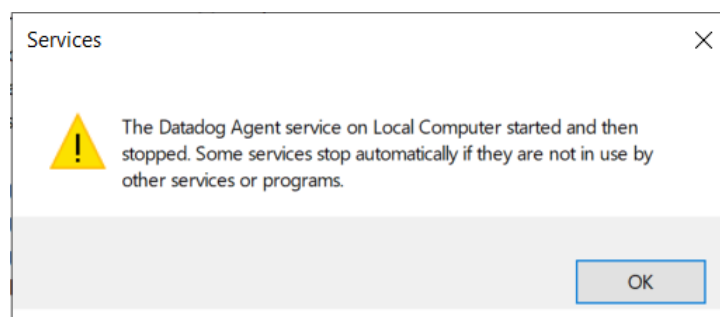 Services
The Datadog Agent service on Local Computer started and then
stopped. Some services stop automatically if they are not in use by
other services or programs.
OK